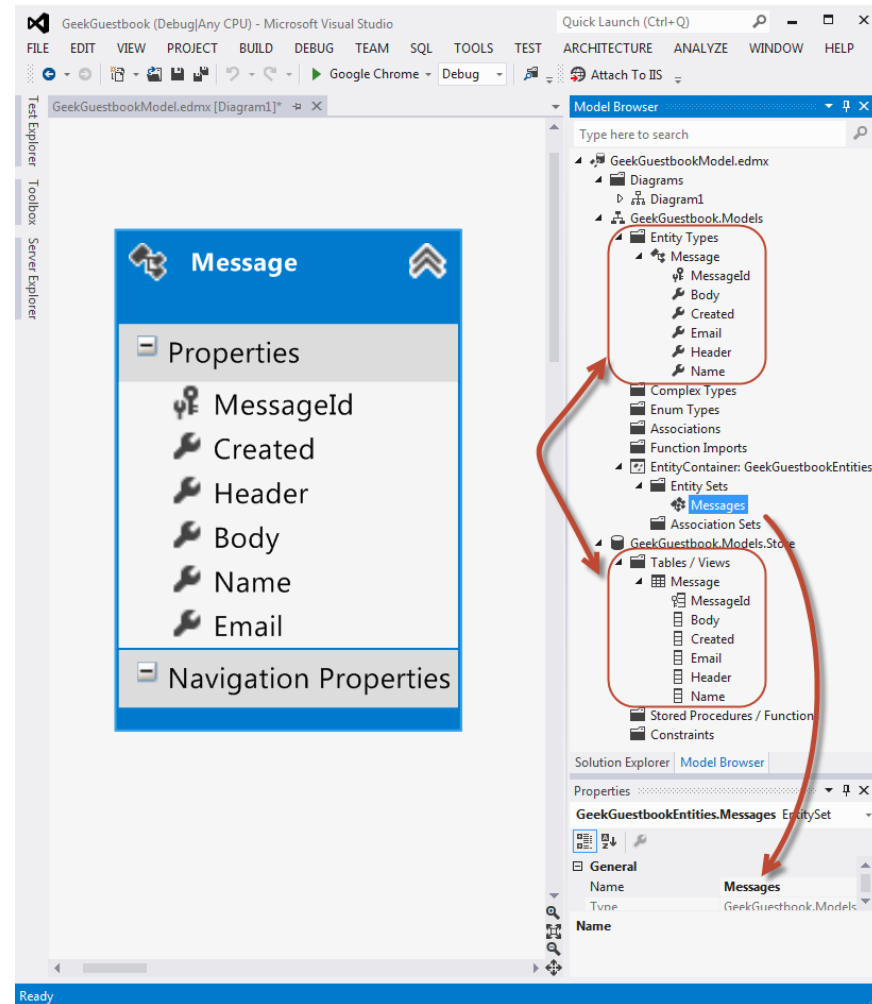 GeekGuestbook (Debug|Any CPU) - Microsoft Visual Studio
Quick Launch (Ctrl+Q)
FILE EDIT VIEW PROJECT BUILD DEBUG TEAM SQL TOOLS TEST ARCHITECTURE ANALYZE WINDOW HELP
Google Chrome Debug Attach To IIS
Test Explorer
Toolbox
Server Explorer
GeekGuestbookModel.edmx [Diagram1]*
Message
Properties
MessageId
Created
Header
Body
Name
Email
Navigation Properties
Model Browser
Type here to search
GeekGuestbookModel.edmx
Diagrams
Diagram1
GeekGuestbook.Models
Entity Types
Message
MessageId
Body
Created
Email
Header
Name
Complex Types
Enum Types
Associations
Function Imports
EntityContainer: GeekGuestbookEntities
Entity Sets
Messages
Association Sets
GeekGuestbook.Models.Store
Tables / Views
Message
MessageId
Body
Created
Email
Header
Name
Stored Procedures / Function
Constraints
Solution Explorer Model Browser
Properties
GeekGuestbookEntities.Messages EntitySet
General
Name Messages
Type GeekGuestbook.Models
Name
Ready